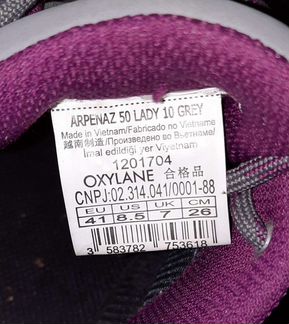 ARPENAZ 50 LADY 10 GREY
Made in Vietnam/Fabricado no Vietname
越南制造/Произведено во Вьетнаме/
İmal edildiği yer Viyetnam
1201704
OXYLANE 合格品
CNPJ:02.314.041/0001-88
EU US UK CM
41 8.5 7 26
3 583782 753618